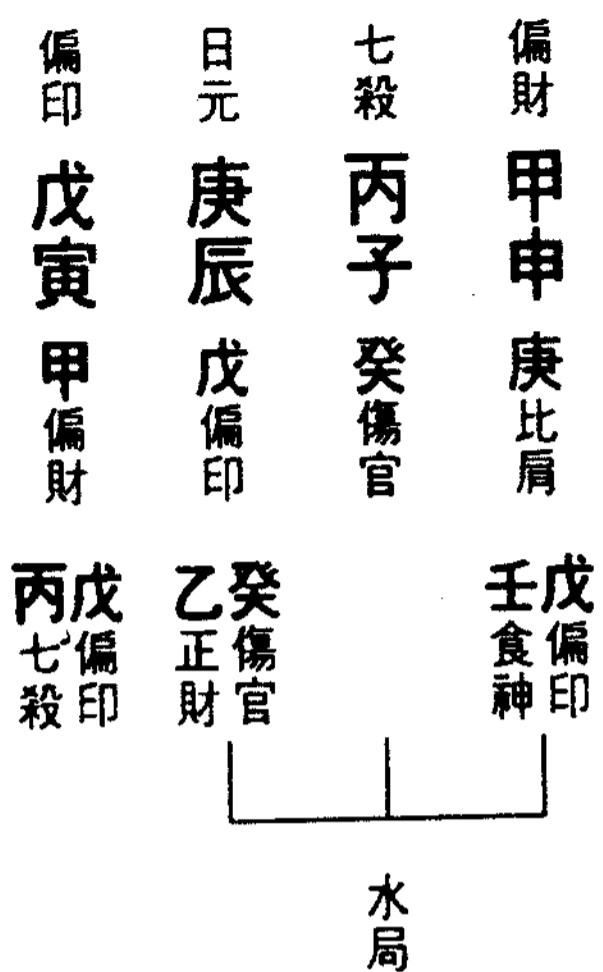 偏財
甲申
庚
比肩
戊
偏印
壬
食神
七殺
丙子
癸
傷官
日元
庚辰
戊
偏印
癸
傷官
乙
正財
偏印
戊寅
甲
偏財
戊
偏印
丙
七殺
水局